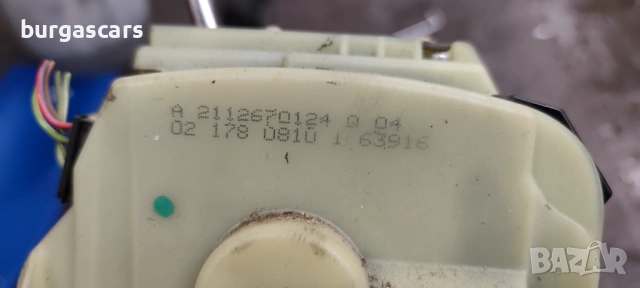 burgascars
A 2112670124 Q 04
02 178 0810 1 63916
BAZAR